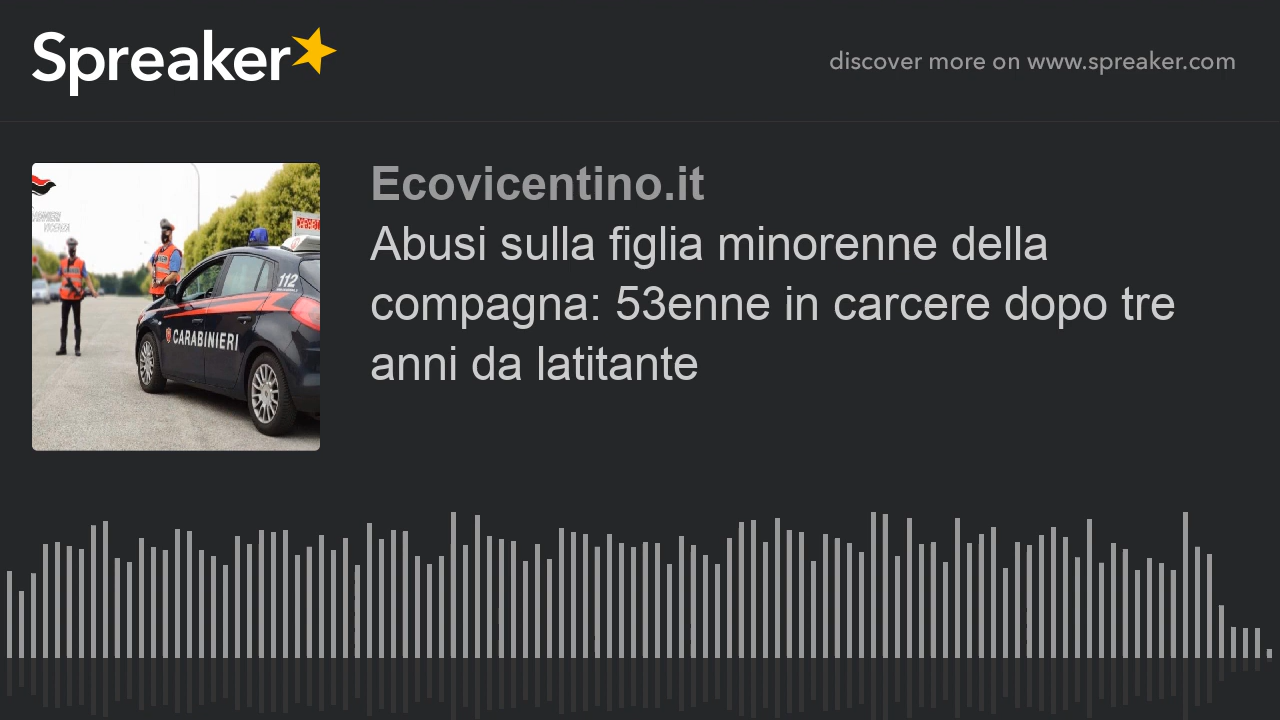 Spreaker
discover more on www.spreaker.com
Ecovicentino.it
Abusi sulla figlia minorenne della
compagna: 53enne in carcere dopo tre
anni da latitante
VICENZA
112
CARABINIERI